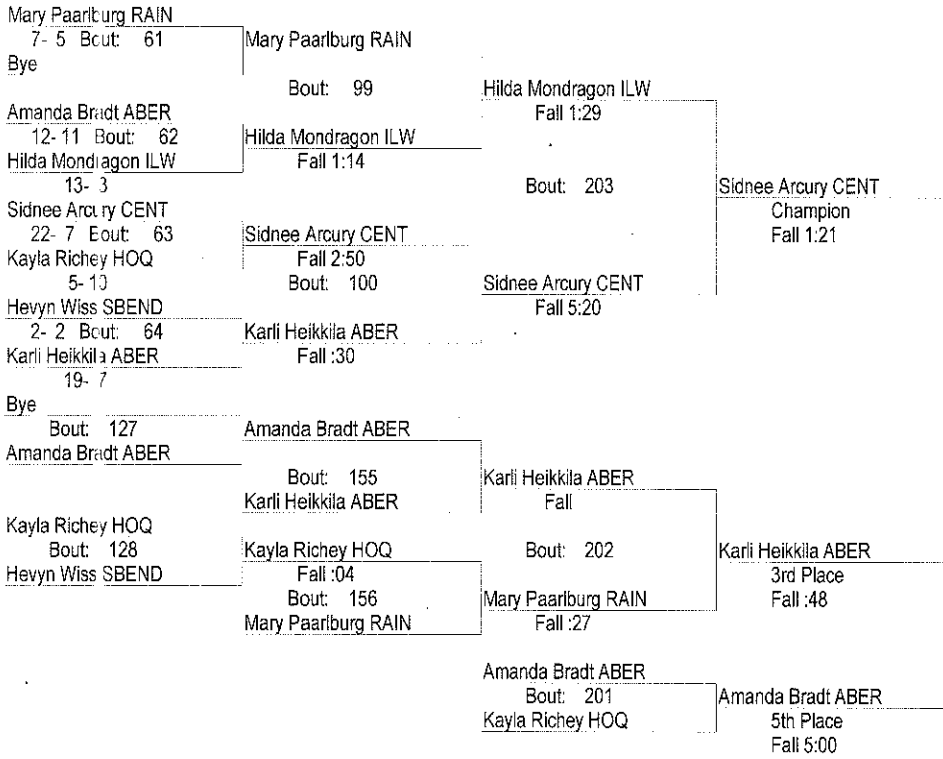 Mary Paarlburg RAIN
7- 5 Bout: 61
Bye
Mary Paarlburg RAIN
Bout: 99
Amanda Bradt ABER
12- 11 Bout: 62
Hilda Mondragon ILW
13- 3
Hilda Mondragon ILW
Fall 1:14
Hilda Mondragon ILW
Fall 1:29
Bout: 203
Sidnee Arcury CENT
22- 7 Bout: 63
Kayla Richey HOQ
5- 10
Sidnee Arcury CENT
Fall 2:50
Bout: 100
Hevyn Wiss SBEND
2- 2 Bout: 64
Karli Heikkila ABER
19- 7
Karli Heikkila ABER
Fall :30
Sidnee Arcury CENT
Fall 5:20
Sidnee Arcury CENT
Champion
Fall 1:21
Bye
Bout: 127
Amanda Bradt ABER
Amanda Bradt ABER
Bout: 155
Karli Heikkila ABER
Karli Heikkila ABER
Fall
Bout: 202
Kayla Richey HOQ
Bout: 128
Hevyn Wiss SBEND
Kayla Richey HOQ
Fall :04
Bout: 156
Mary Paarlburg RAIN
Mary Paarlburg RAIN
Fall :27
Karli Heikkila ABER
3rd Place
Fall :48
Amanda Bradt ABER
Bout: 201
Kayla Richey HOQ
Amanda Bradt ABER
5th Place
Fall 5:00